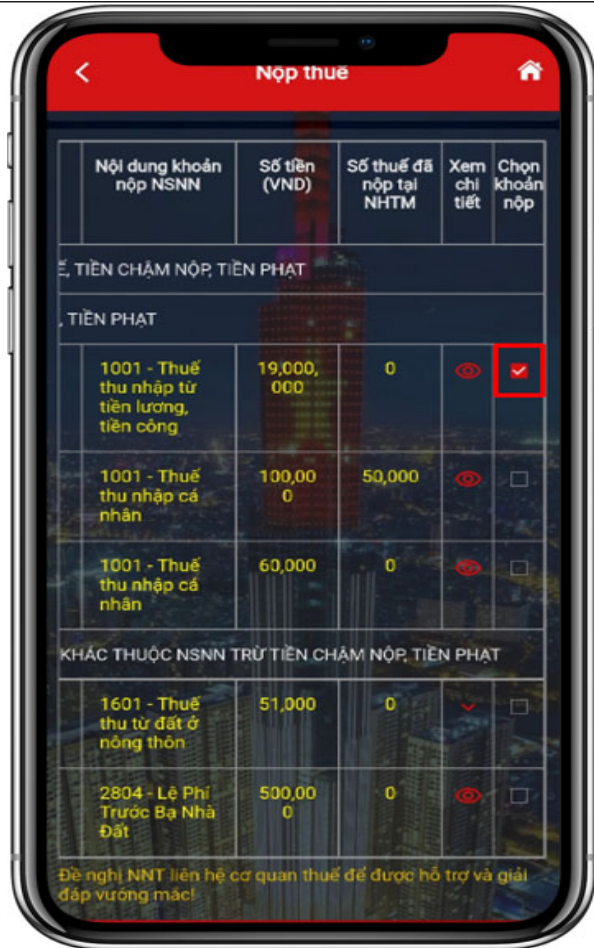 Nộp thuế
Nội dung khoản
nộp NSNN
Số tiền
(VND)
Số thuế đã
nộp tại
NHTM
Xem
chi
tiết
Chọn
khoản
nộp
Ế, TIỀN CHẬM NỘP, TIỀN PHẠT
, TIỀN PHẠT
1001 - Thuế
thu nhập từ
tiền lương,
tiền công
19,000,
000
0
1001 - Thuế
thu nhập cá
nhân
100,00
0
50,000
1001 - Thuế
thu nhập cá
nhân
60,000
0
KHÁC THUỘC NSNN TRỪ TIỀN CHẬM NỘP, TIỀN PHẠT
1601 - Thuế
thu từ đất ở
nông thôn
51,000
0
2804 - Lệ Phí
Trước Bạ Nhà
Đất
500,00
0
0
Đề nghị NNT liên hệ cơ quan thuế để được hỗ trợ và giải
đáp vướng mắc!